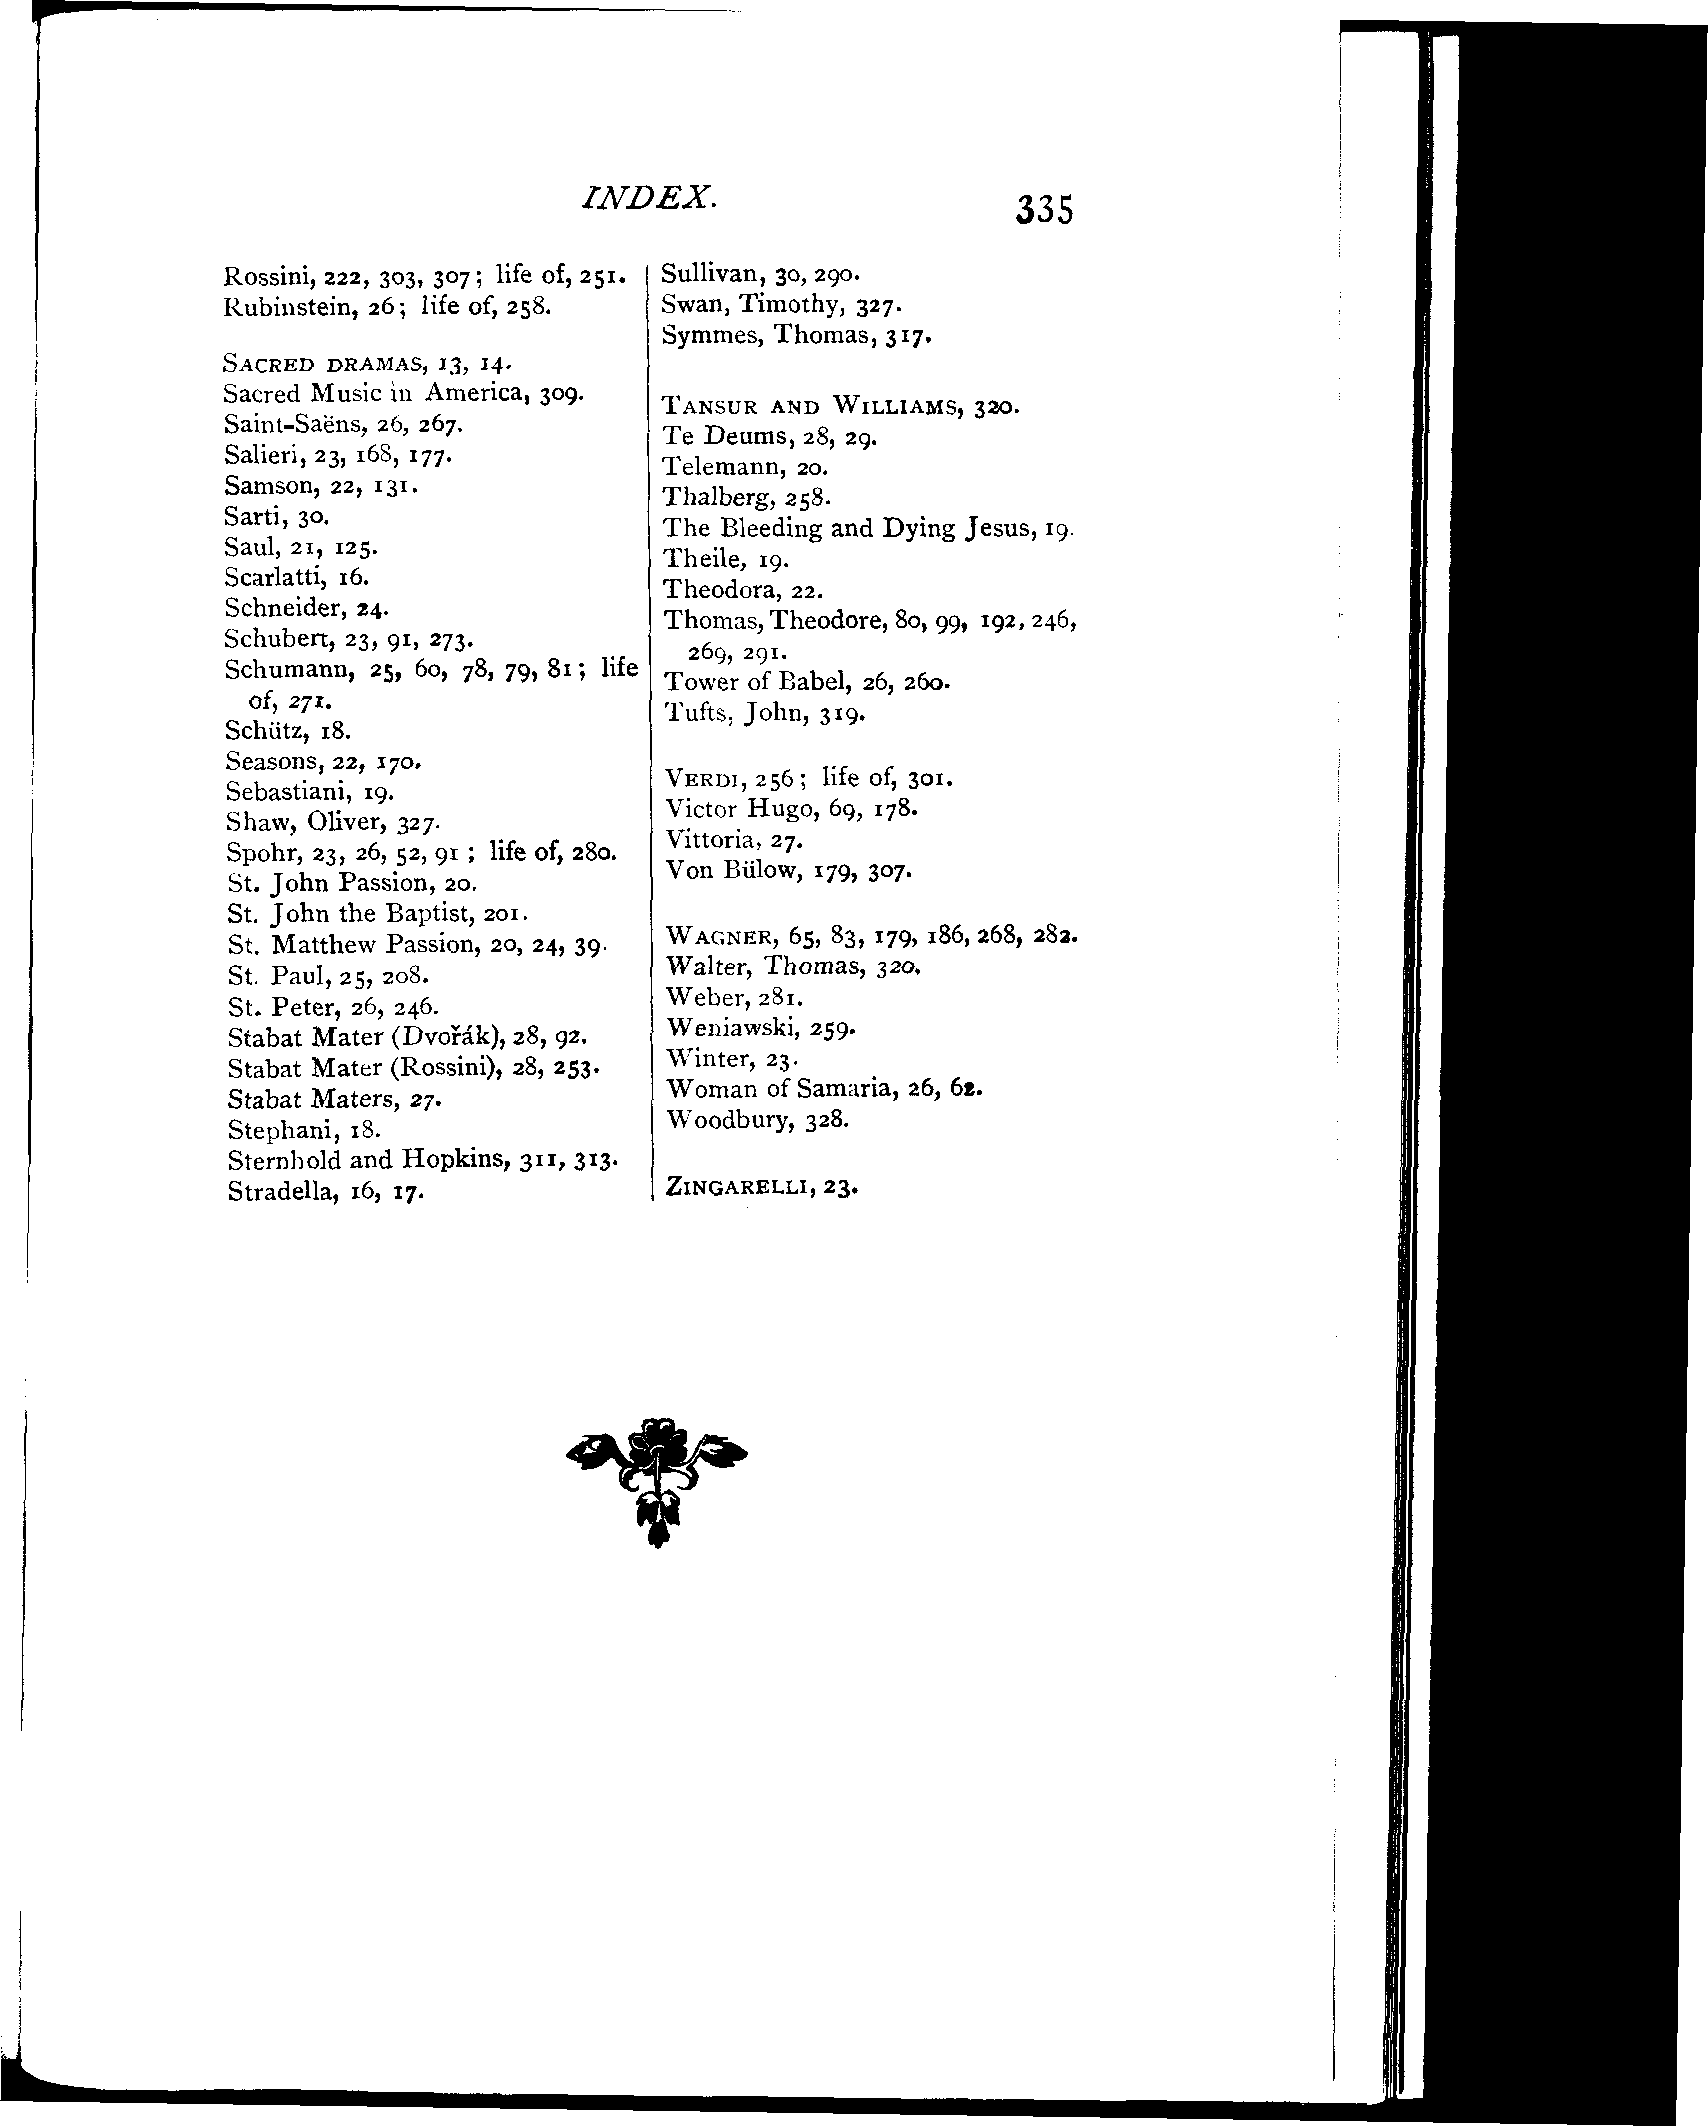 INDEX.
335
Rossini, 222, 303, 307; life of, 251.
Rubinstein, 26; life of, 258.
SACRED DRAMAS, 13, 14.
Sacred Music in America, 309.
Saint-Saëns, 26, 267.
Salieri, 23, 168, 177.
Samson, 22, 131.
Sarti, 30.
Saul, 21, 125.
Scarlatti, 16.
Schneider, 24.
Schubert, 23, 91, 273.
Schumann, 25, 60, 78, 79, 81; life
of, 271.
Schütz, 18.
Seasons, 22, 170.
Sebastiani, 19.
Shaw, Oliver, 327.
Spohr, 23, 26, 52, 91; life of, 280.
St. John Passion, 20.
St. John the Baptist, 201.
St. Matthew Passion, 20, 24, 39.
St. Paul, 25, 208.
St. Peter, 26, 246.
Stabat Mater (Dvořák), 28, 92.
Stabat Mater (Rossini), 28, 253.
Stabat Maters, 27.
Stephani, 18.
Sternhold and Hopkins, 311, 313.
Stradella, 16, 17.
Sullivan, 30, 290.
Swan, Timothy, 327.
Symmes, Thomas, 317.
TANSUR AND WILLIAMS, 320.
Te Deums, 28, 29.
Telemann, 20.
Thalberg, 258.
The Bleeding and Dying Jesus, 19.
Theile, 19.
Theodora, 22.
Thomas, Theodore, 80, 99, 192, 246,
269, 291.
Tower of Babel, 26, 260.
Tufts, John, 319.
VERDI, 256; life of, 301.
Victor Hugo, 69, 178.
Vittoria, 27.
Von Bülow, 179, 307.
WAGNER, 65, 83, 179, 186, 268, 282.
Walter, Thomas, 320.
Weber, 281.
Weniawski, 259.
Winter, 23.
Woman of Samaria, 26, 62.
Woodbury, 328.
ZINGARELLI, 23.